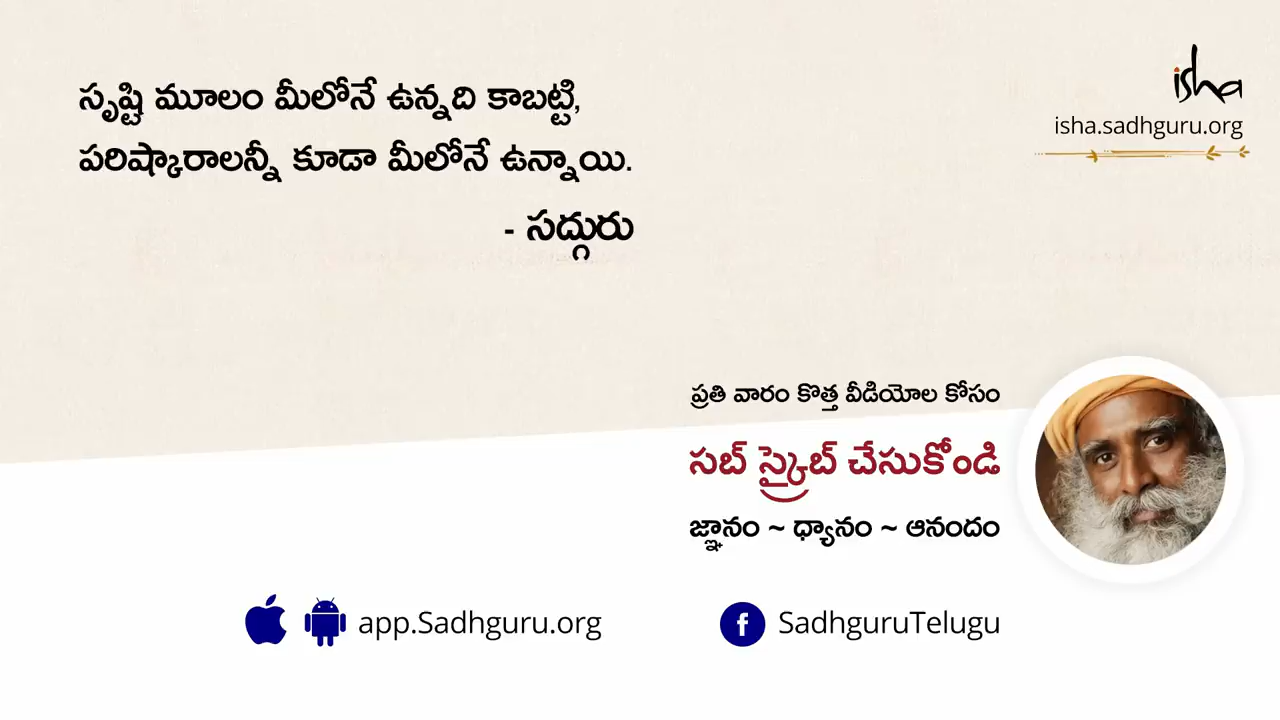 సృష్టి మూలం మీలోనే ఉన్నది కాబట్టి,
పరిష్కారాలన్నీ కూడా మీలోనే ఉన్నాయి.
- సద్గురు
isha
isha.sadhguru.org
ప్రతి వారం కొత్త వీడియోల కోసం
సబ్ స్క్రైబ్ చేసుకోండి
జ్ఞానం ~ ధ్యానం ~ ఆనందం
app.Sadhguru.org
f SadhguruTelugu